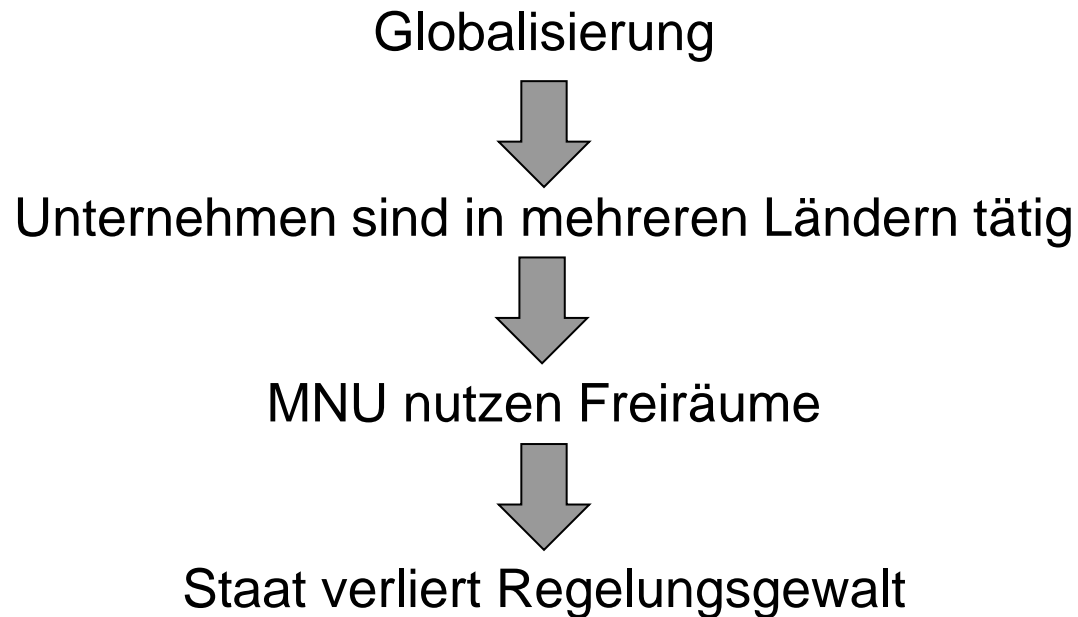 Globalisierung
Unternehmen sind in mehreren Ländern tätig
MNU nutzen Freiräume
Staat verliert Regelungsgewalt